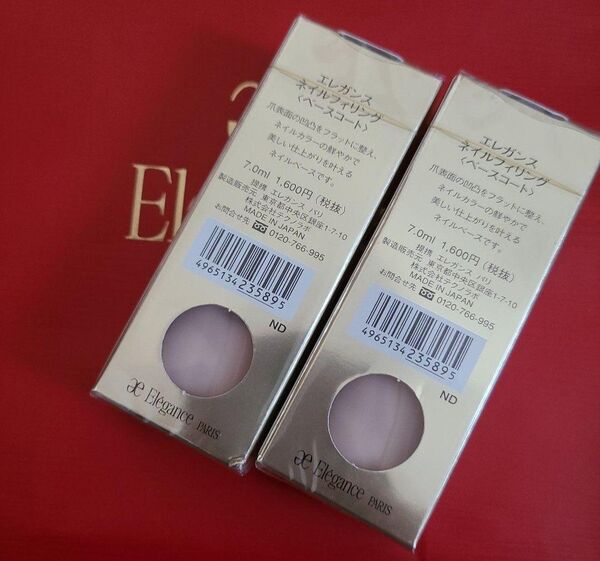 Elég
エレガンス
ネイルフィリング
〈ベースコート〉
爪表面の凹凸をフラットに整え、
ネイルカラーの鮮やかで
美しい仕上がりを叶える
ネイルベースです。
7.0ml 1,600円(税抜)
提携 エレガンス パリ
製造販売元 東京都中央区銀座1-7-10
株式会社テクノラボ
MADE IN JAPAN
お問合せ先 0120-766-995
4965134235895
ND
æ Elégance PARIS
エレガンス
ネイルフィリング
〈ベースコート〉
爪表面の凹凸をフラットに整え、
ネイルカラーの鮮やかで
美しい仕上がりを叶える
ネイルベースです。
7.0ml 1,600円(税抜)
提携 エレガンス パリ
製造販売元 東京都中央区銀座1-7-10
株式会社テクノラボ
MADE IN JAPAN
お問合せ先 0120-766-995
4965134235895
ND
æ Elégance PARIS